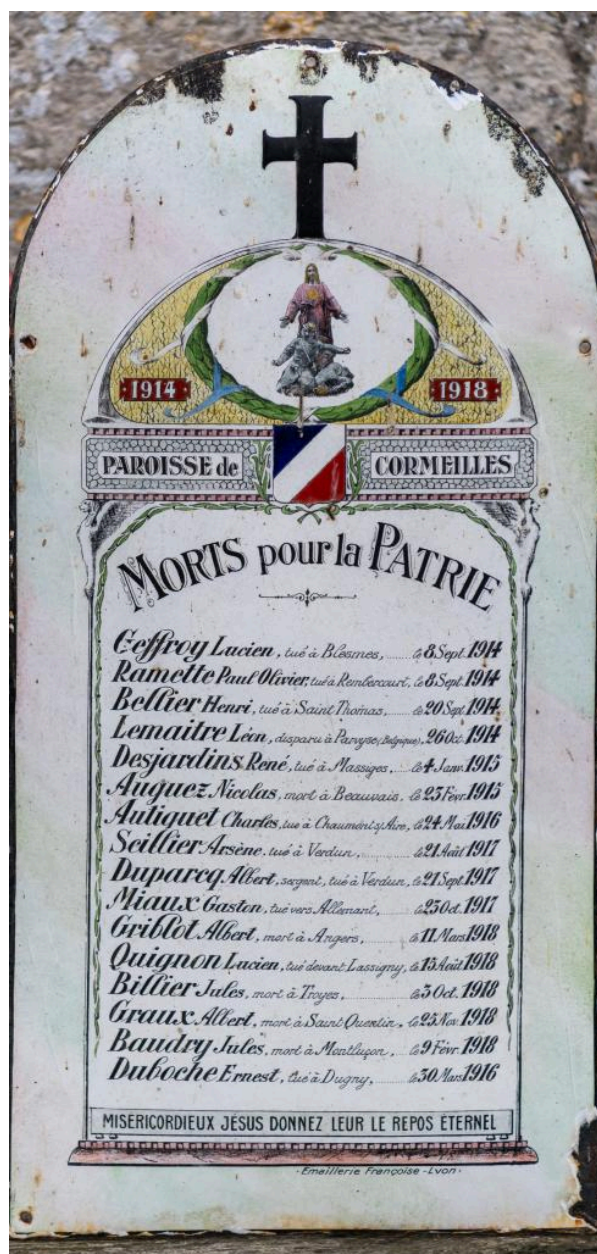 1914 1918
PAROISSE de CORMEILLES
MORTS pour la PATRIE
Geffroy Lucien, tué à Blesmes, ........ le 8 Sept. 1914
Ramette Paul Olivier, tué à Rembercourt, le 8 Sept. 1914
Bellier Henri, tué à Saint Thomas, ........ le 20 Sept. 1914
Lemaitre Léon, disparu à Parvyse (Belgique), 26 Oct. 1914
Desjardins René, tué à Massiges, ..... le 4 Janv. 1915
Auguez Nicolas, mort à Beauvais, le 23 Févr. 1915
Autiquet Charles, tué à Chaumont s/ Aire, le 24 Mai 1916
Seillier Arsène, tué à Verdun, ............ le 21 Août 1917
Duparcq Albert, sergent, tué à Verdun, le 21 Sept. 1917
Miaux Gaston, tué vers Allemant, ........ le 23 Oct. 1917
Griblot Albert, mort à Angers, ........ le 11 Mars 1918
Quignon Lucien, tué devant Lassigny, le 15 Août 1918
Billier Jules, mort à Troyes, ............ le 3 Oct. 1918
Graux Albert, mort à Saint Quentin, .. le 25 Nov. 1918
Baudry Jules, mort à Montluçon, ... le 9 Févr. 1918
Duboche Ernest, tué à Dugny, ........ le 30 Mars 1916
MISERICORDIEUX JÉSUS DONNEZ LEUR LE REPOS ÉTERNEL
· Emaillerie Françoise - Lyon ·